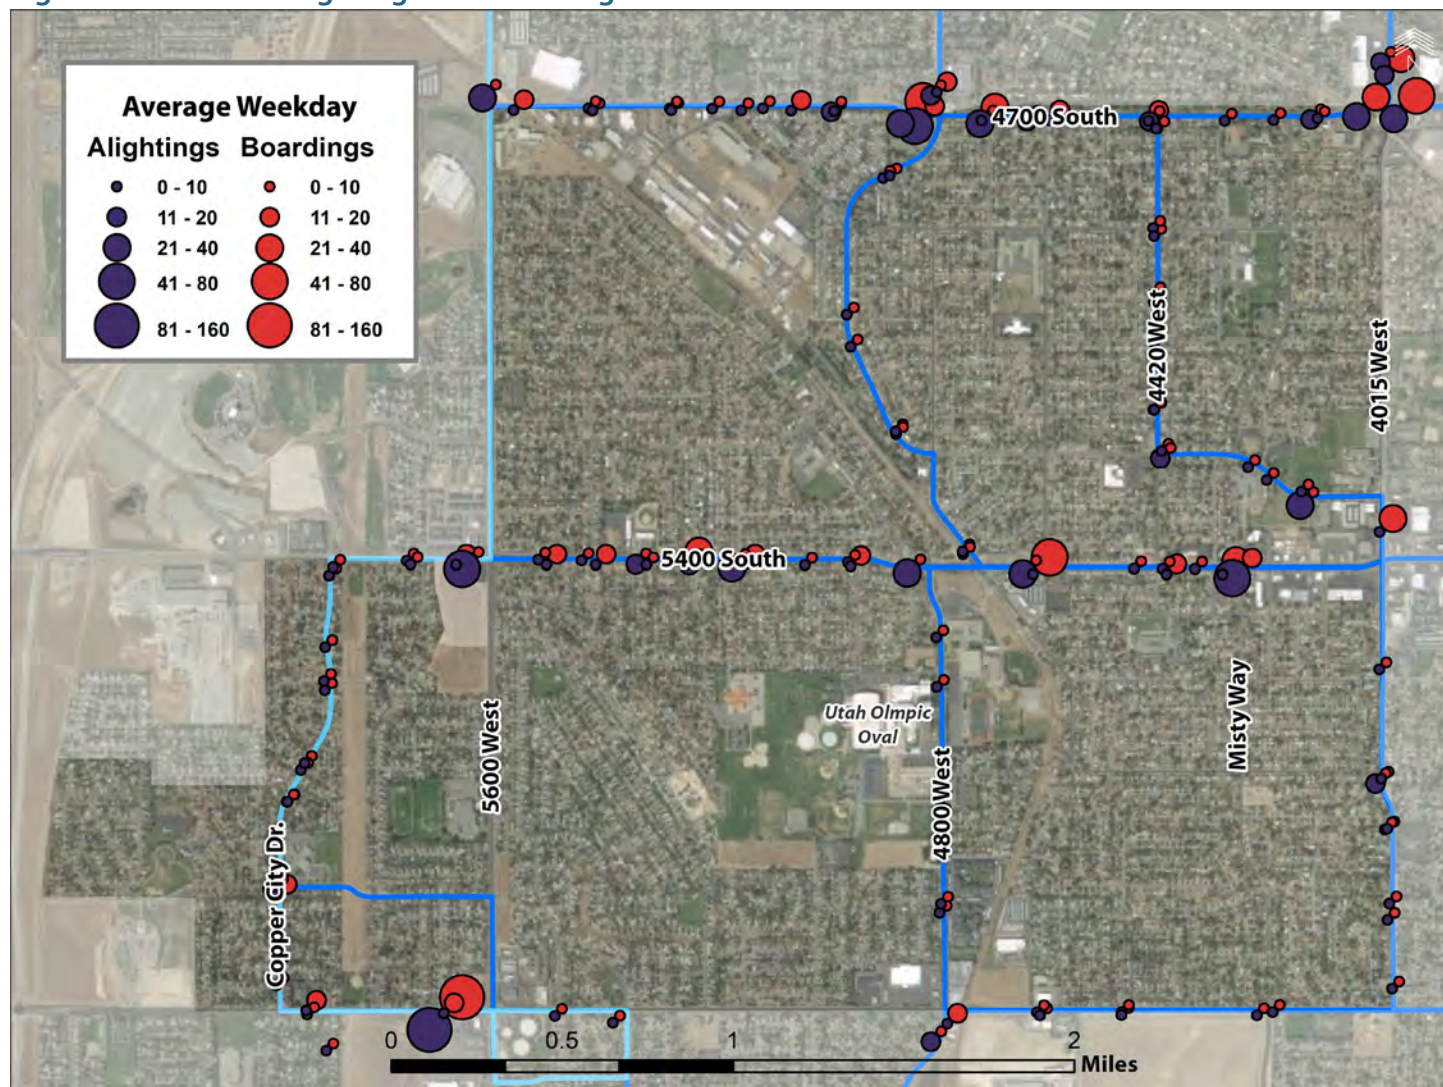 Average Weekday
Alightings Boardings
0 - 10 0 - 10
11 - 20 11 - 20
21 - 40 21 - 40
41 - 80 41 - 80
81 - 160 81 - 160
N
4700 South
4420 West
4015 West
5400 South
Utah Olmpic
Oval
Misty Way
5600 West
4800 West
Copper City Dr.
0 0.5 1 2
Miles